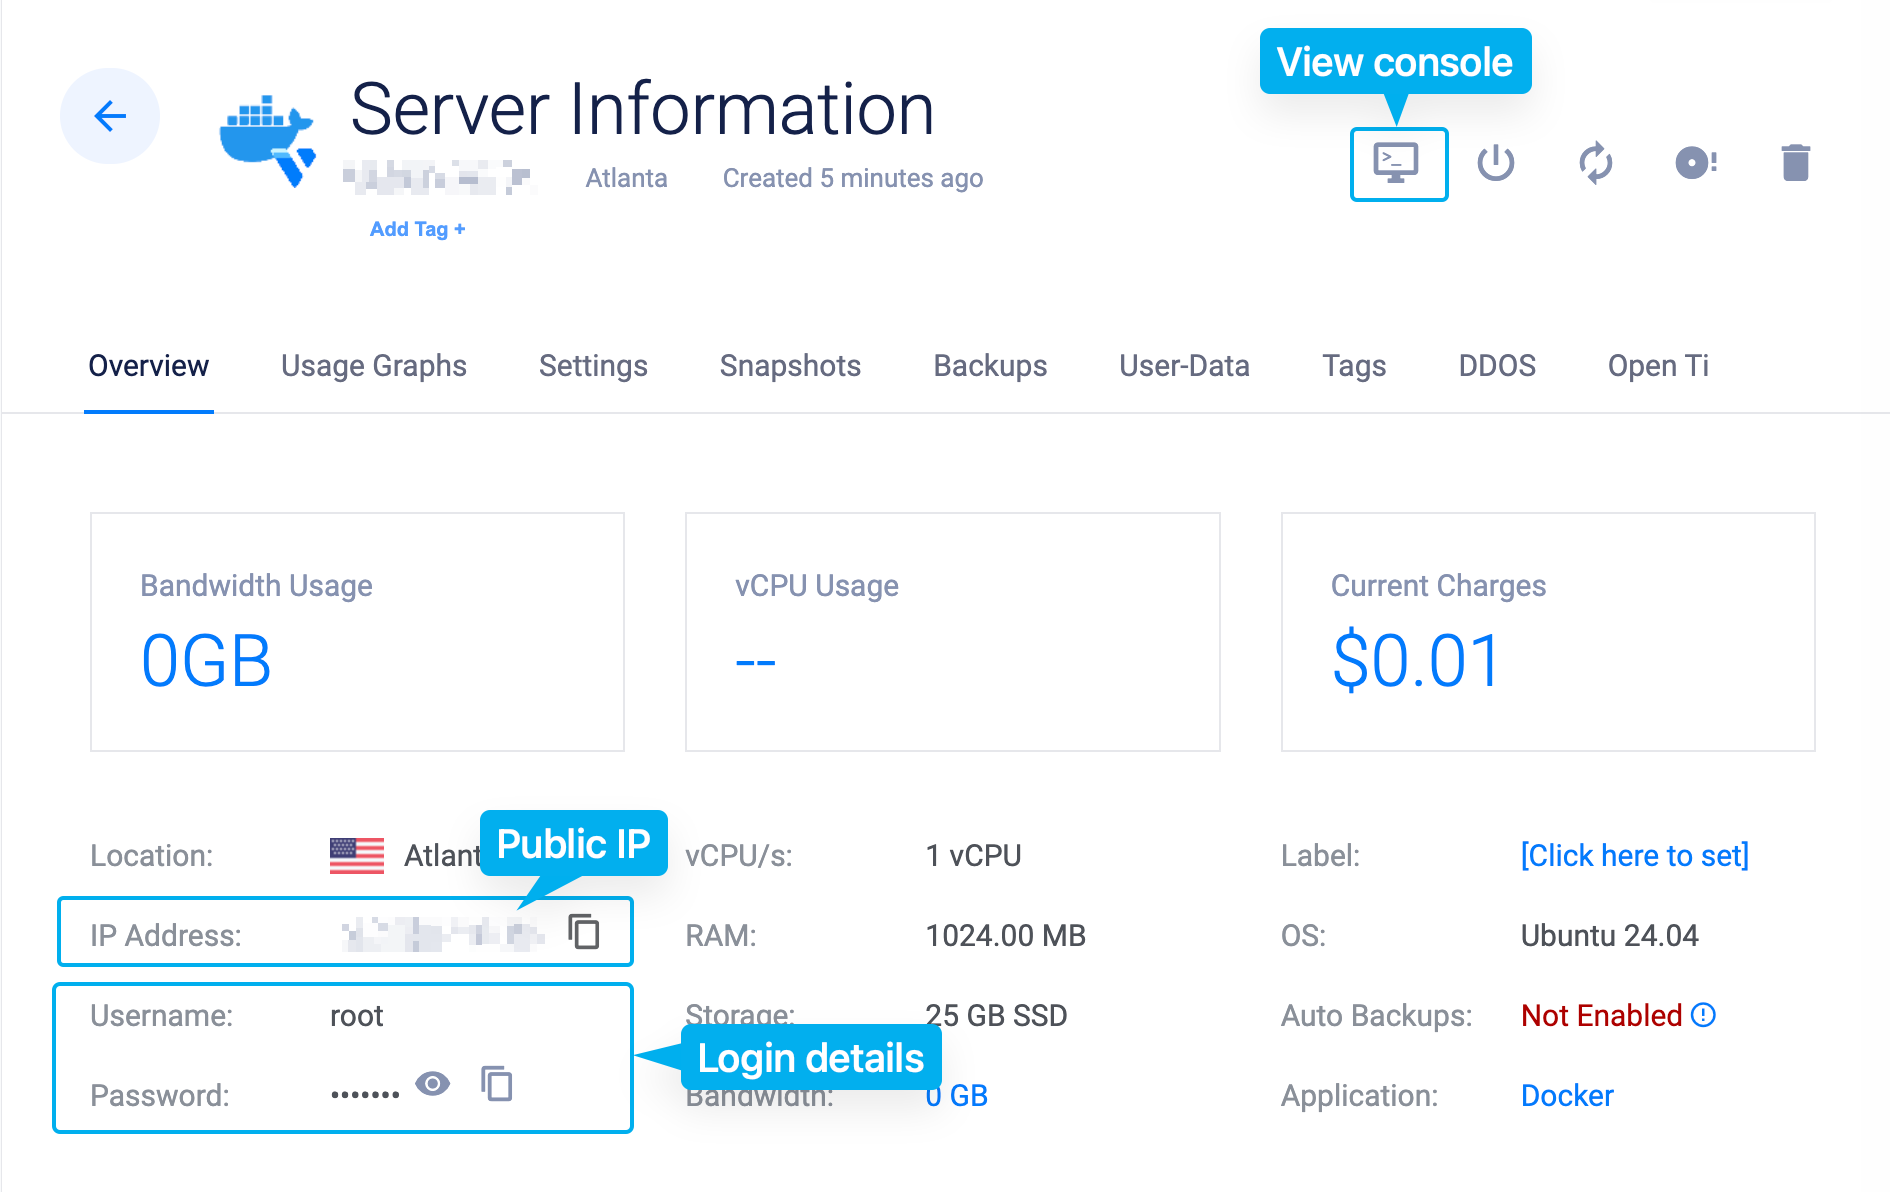 View console
Server Information
Atlanta Created 5 minutes ago
Add Tag +
Overview Usage Graphs Settings Snapshots Backups User-Data Tags DDOS Open Ti
Bandwidth Usage vCPU Usage Current Charges
0GB -- $0.01
Public IP
Location: Atlant vCPU/s: 1 vCPU Label: [Click here to set]
IP Address: RAM: 1024.00 MB OS: Ubuntu 24.04
Username: root Storage: 25 GB SSD Auto Backups: Not Enabled
Login details
Password: ....... Bandwidth: 0 GB Application: Docker